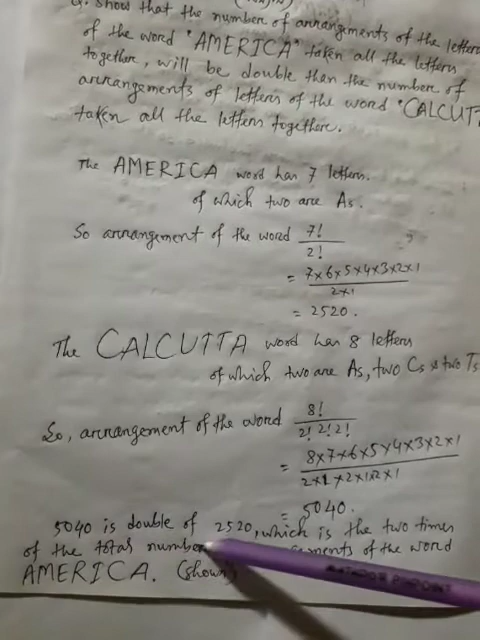 Q. Show that the number of arrangements of the letters
of the word "AMERICA" taken all the letters
together, will be double than the number of
arrangements of letters of the word "CALCUT
taken all the letters together.
The AMERICA word has 7 letters.
of which two are As.
So arrangement of the word 7!/2!
= 7×6×5×4×3×2×1/2×1
= 2520.
The CALCUTTA word has 8 letters
of which two are As, two Cs & two Ts
So, arrangement of the word 8!/2! 2! 2!
= 8×7×6×5×4×3×2×1/2×1×2×1×2×1
= 5040.
5040 is double of 2520, which is the two times
of the total number of the word
AMERICA. (shown)
MATADOR PINPOINT